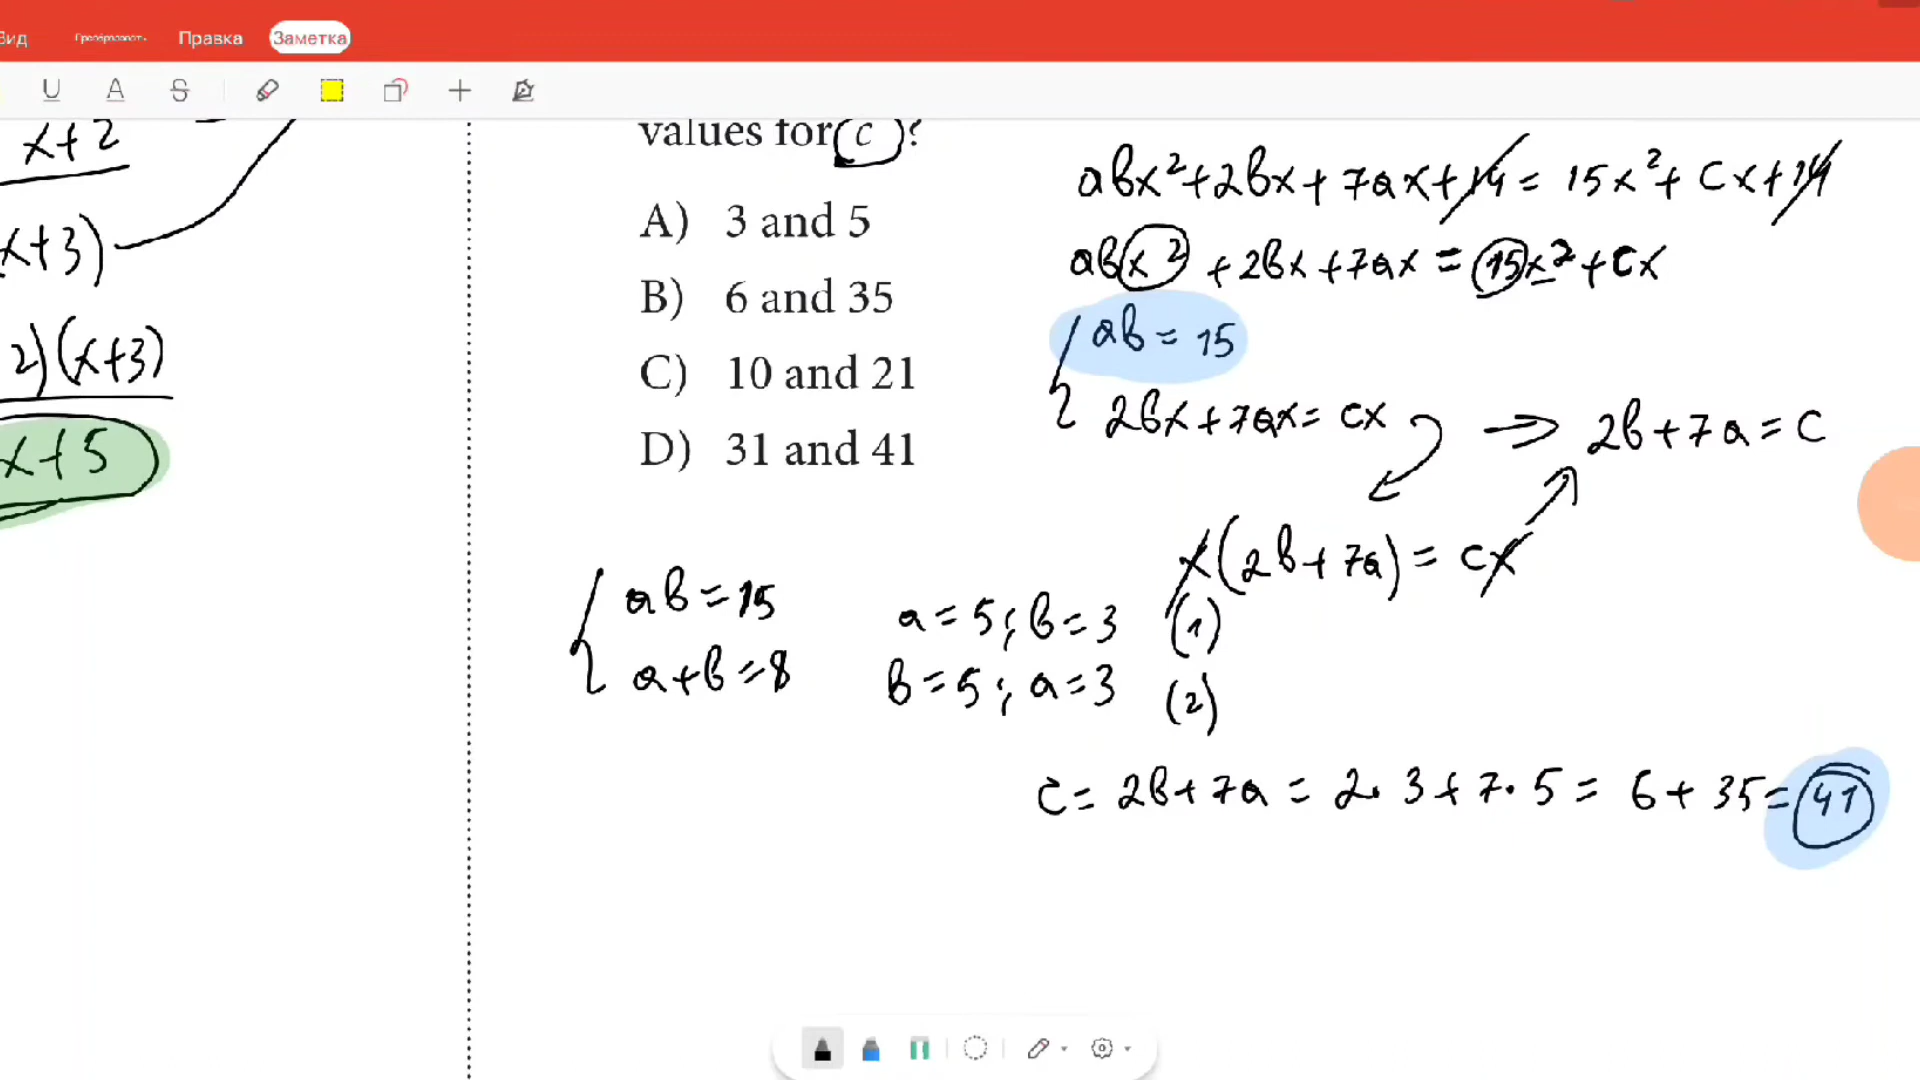 Вид Преобразовать Правка Заметка
U A S
x+2
(x+3)
2)(x+3)
x+5
values for c ?
A) 3 and 5
B) 6 and 35
C) 10 and 21
D) 31 and 41
abx²+2bx+7ax+14=15x²+cx+14
abx²+2bx+7ax=15x²+cx
ab=15
2bx+7ax=cx ⇒ 2b+7a=c
x(2b+7a)=cx
ab=15
a+b=8
a=5; b=3 (1)
b=5; a=3 (2)
c=2b+7a=2·3+7·5=6+35=41